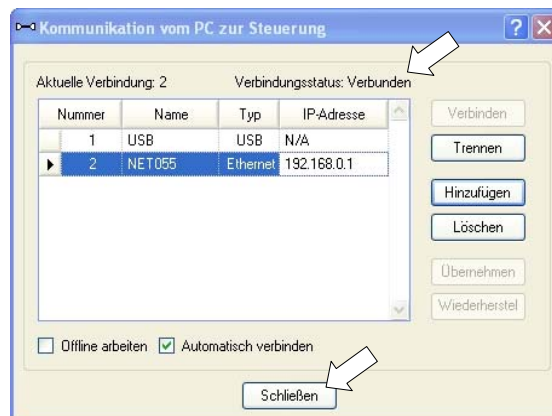 Kommunikation vom PC zur Steuerung
Aktuelle Verbindung: 2 Verbindungsstatus: Verbunden
Nummer Name Typ IP-Adresse
1 USB USB N/A
2 NET055 Ethernet 192.168.0.1
Verbinden
Trennen
Hinzufügen
Löschen
Übernehmen
Wiederherstel
Offline arbeiten Automatisch verbinden
Schließen